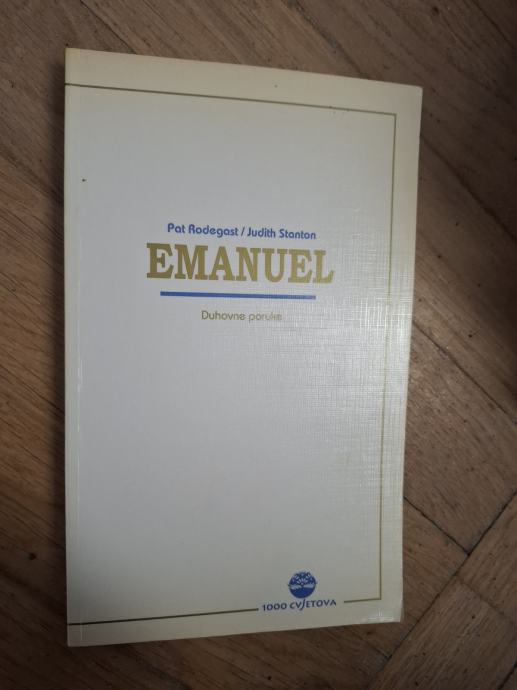 Pat Rodegast / Judith Stanton
EMANUEL
Duhovne poruke
1000 CVJETOVA